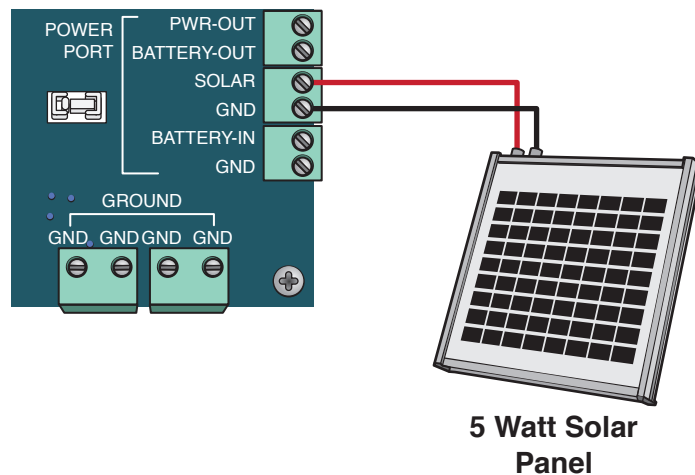 POWER
PORT
PWR-OUT
BATTERY-OUT
SOLAR
GND
BATTERY-IN
GND
GROUND
GND GND GND GND
5 Watt Solar
Panel